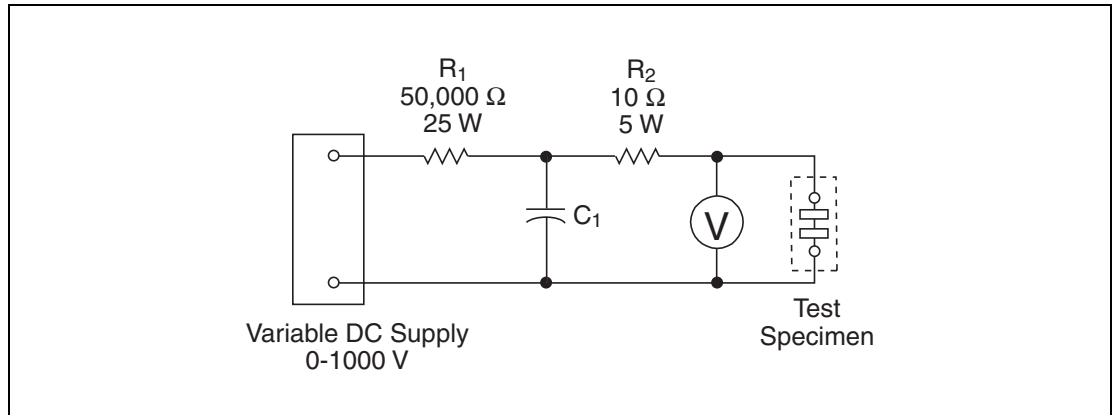 R₁
50,000 Ω
25 W
R₂
10 Ω
5 W
C₁
V
Test
Specimen
Variable DC Supply
0-1000 V